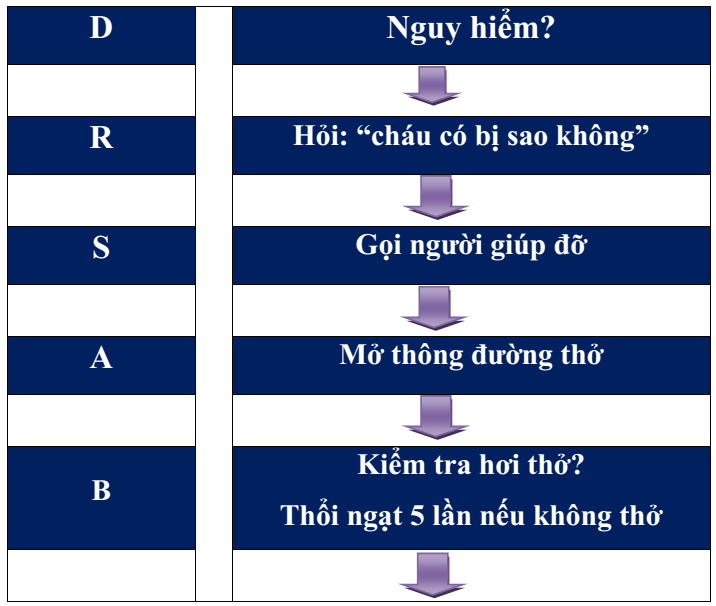 D
Nguy hiểm?
R
Hỏi: “cháu có bị sao không”
S
Gọi người giúp đỡ
A
Mở thông đường thở
B
Kiểm tra hơi thở?
Thổi ngạt 5 lần nếu không thở